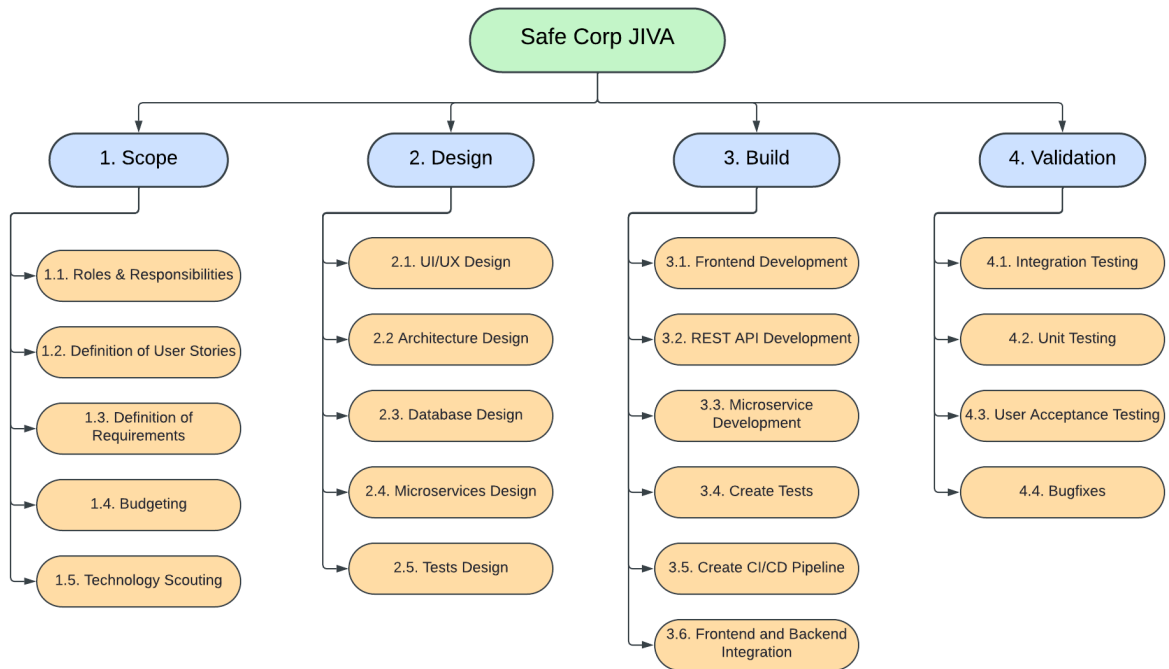 Safe Corp JIVA
1. Scope
2. Design
3. Build
4. Validation
1.1. Roles & Responsibilities
1.2. Definition of User Stories
1.3. Definition of
Requirements
1.4. Budgeting
1.5. Technology Scouting
2.1. UI/UX Design
2.2 Architecture Design
2.3. Database Design
2.4. Microservices Design
2.5. Tests Design
3.1. Frontend Development
3.2. REST API Development
3.3. Microservice
Development
3.4. Create Tests
3.5. Create CI/CD Pipeline
3.6. Frontend and Backend
Integration
4.1. Integration Testing
4.2. Unit Testing
4.3. User Acceptance Testing
4.4. Bugfixes